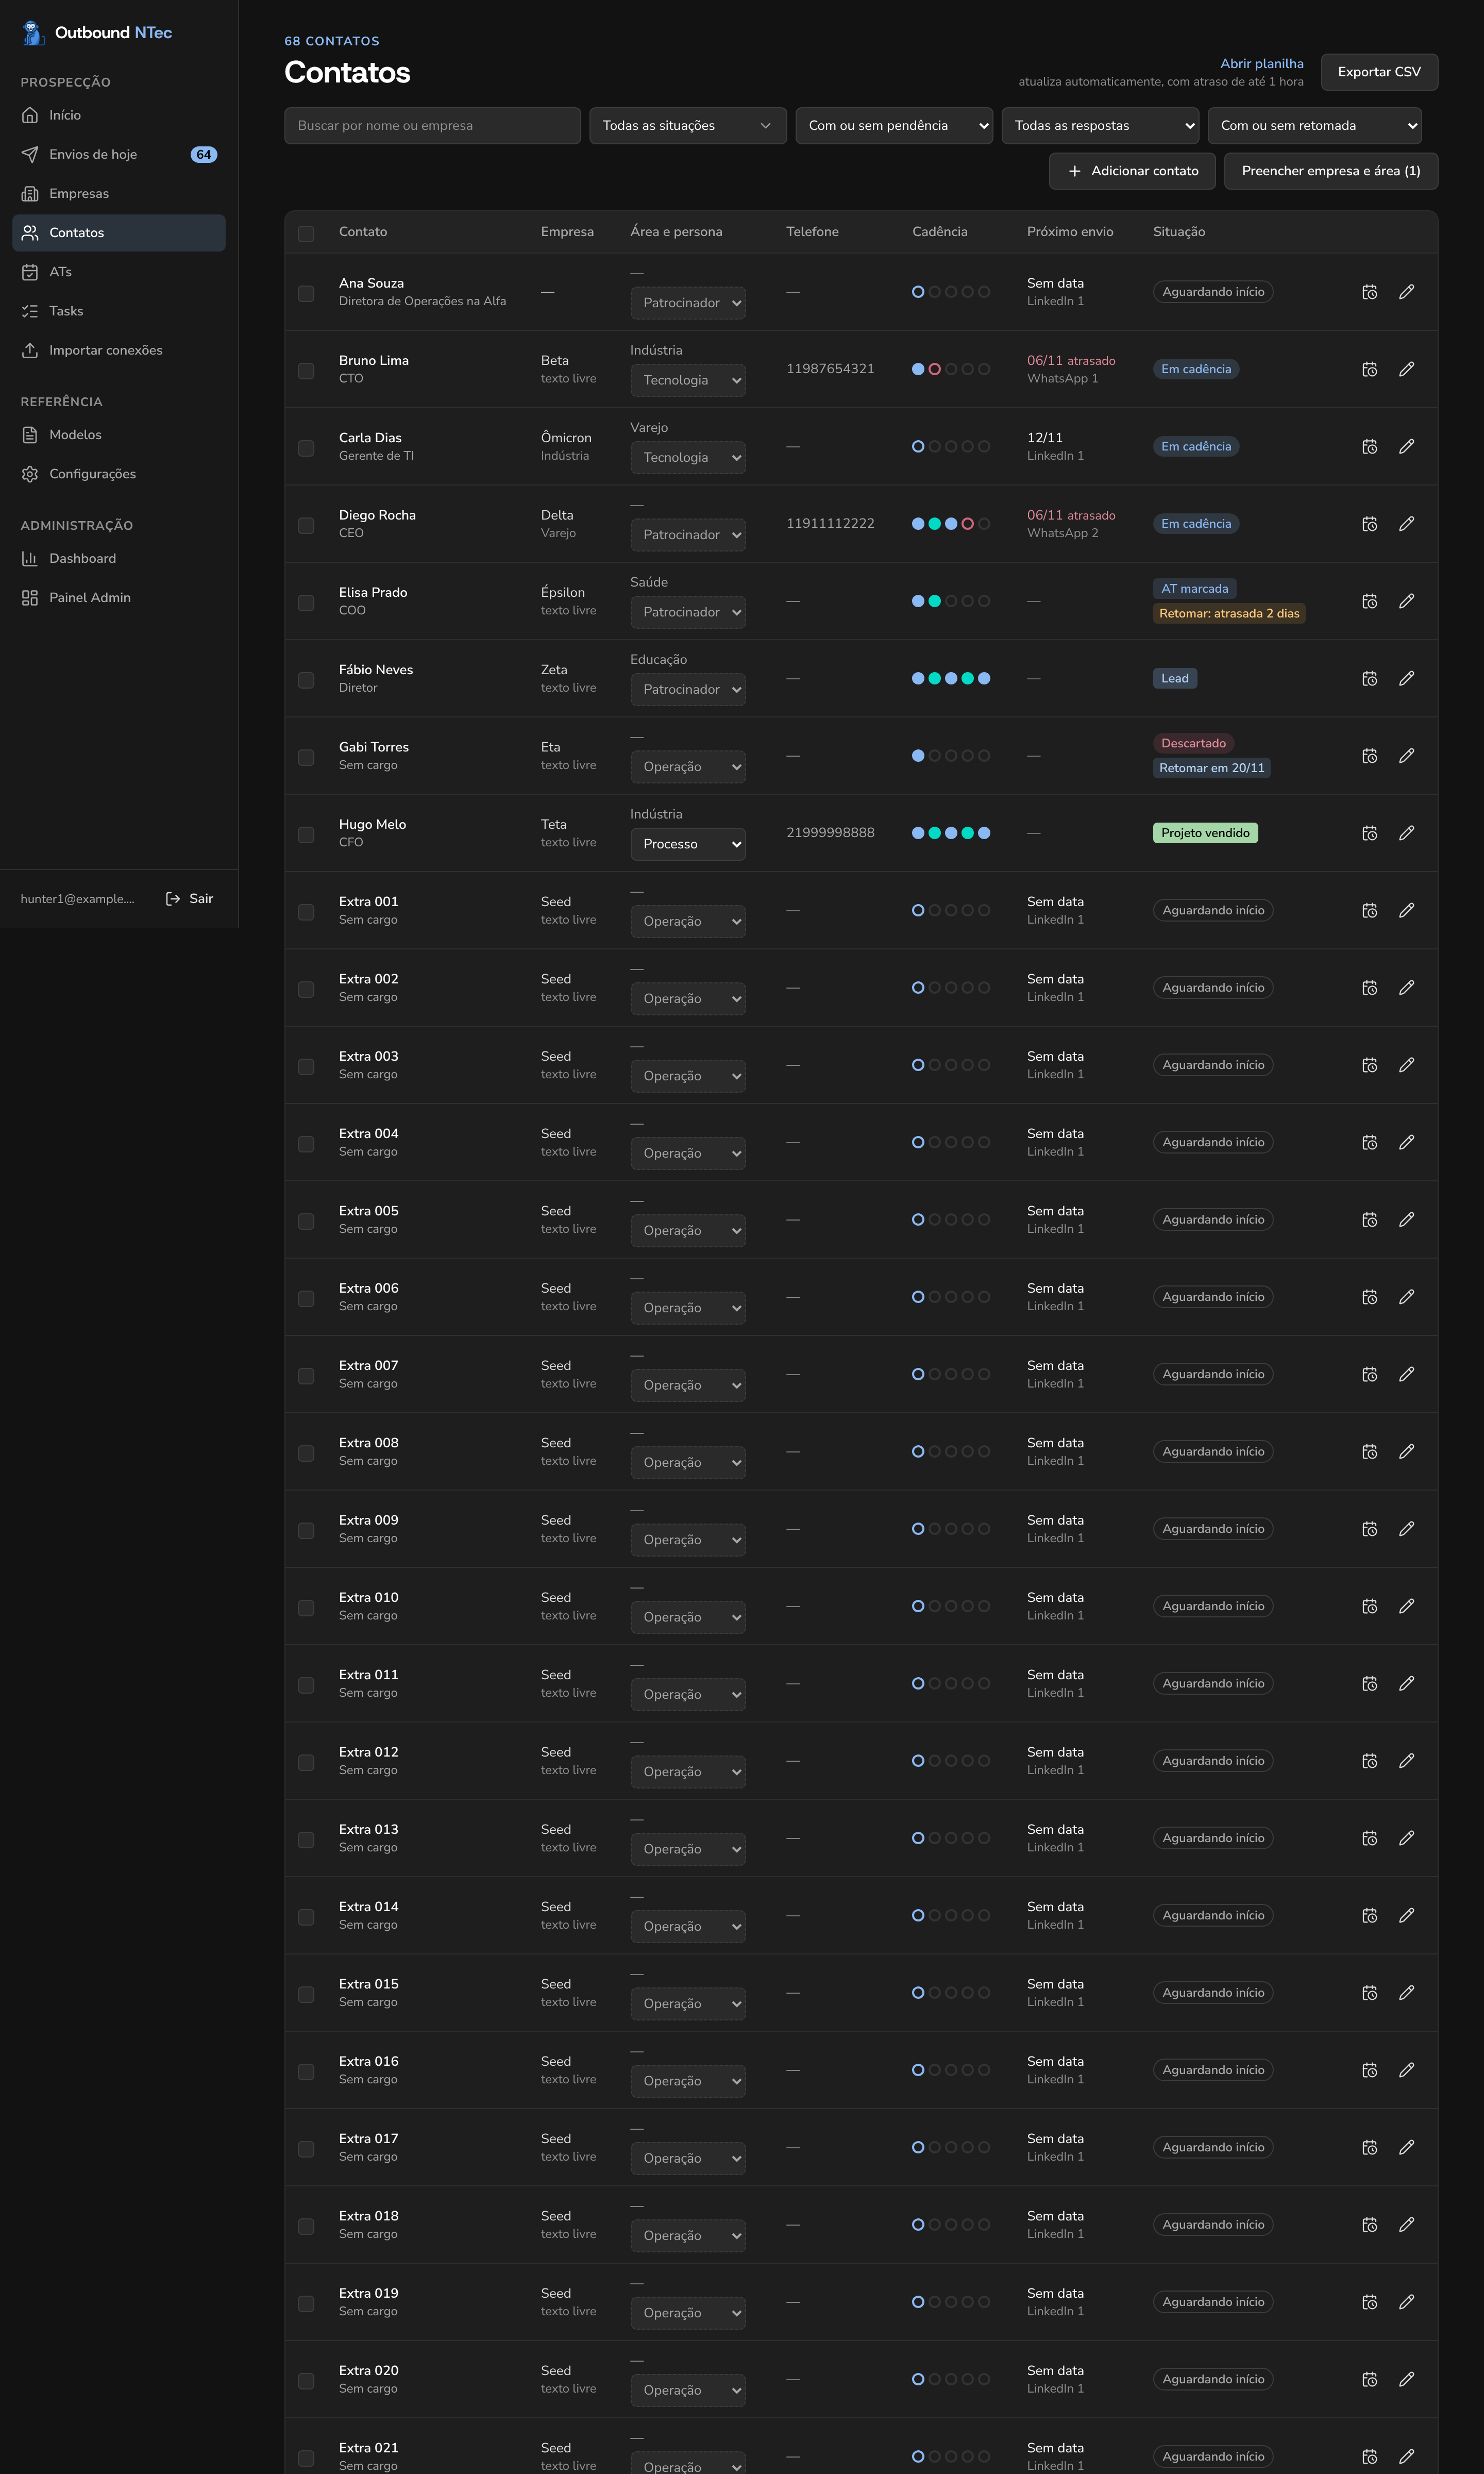 Outbound NTec
PROSPECÇÃO
Início
Envios de hoje 64
Empresas
Contatos
ATs
Tasks
Importar conexões
REFERÊNCIA
Modelos
Configurações
ADMINISTRAÇÃO
Dashboard
Painel Admin
hunter1@example.... Sair
68 CONTATOS
Contatos
Abrir planilha
atualiza automaticamente, com atraso de até 1 hora
Exportar CSV
Buscar por nome ou empresa Todas as situações Com ou sem pendência Todas as respostas Com ou sem retomada
+ Adicionar contato Preencher empresa e área (1)
Contato Empresa Área e persona Telefone Cadência Próximo envio Situação
Ana Souza — — Sem data Aguardando início
Diretora de Operações na Alfa Patrocinador — LinkedIn 1
Bruno Lima Beta Indústria 11987654321 06/11 atrasado Em cadência
CTO texto livre Tecnologia WhatsApp 1
Carla Dias Ômicron Varejo — 12/11 Em cadência
Gerente de TI Indústria Tecnologia LinkedIn 1
Diego Rocha Delta — 11911112222 06/11 atrasado Em cadência
CEO Varejo Patrocinador WhatsApp 2
Elisa Prado Épsilon Saúde — — AT marcada
COO texto livre Patrocinador Retomar: atrasada 2 dias
Fábio Neves Zeta Educação — — Lead
Diretor texto livre Patrocinador
Gabi Torres Eta — — — Descartado
Sem cargo texto livre Operação Retomar em 20/11
Hugo Melo Teta Indústria 21999998888 — Projeto vendido
CFO texto livre Processo
Extra 001 Seed — — Sem data Aguardando início
Sem cargo texto livre Operação LinkedIn 1
Extra 002 Seed — — Sem data Aguardando início
Sem cargo texto livre Operação LinkedIn 1
Extra 003 Seed — — Sem data Aguardando início
Sem cargo texto livre Operação LinkedIn 1
Extra 004 Seed — — Sem data Aguardando início
Sem cargo texto livre Operação LinkedIn 1
Extra 005 Seed — — Sem data Aguardando início
Sem cargo texto livre Operação LinkedIn 1
Extra 006 Seed — — Sem data Aguardando início
Sem cargo texto livre Operação LinkedIn 1
Extra 007 Seed — — Sem data Aguardando início
Sem cargo texto livre Operação LinkedIn 1
Extra 008 Seed — — Sem data Aguardando início
Sem cargo texto livre Operação LinkedIn 1
Extra 009 Seed — — Sem data Aguardando início
Sem cargo texto livre Operação LinkedIn 1
Extra 010 Seed — — Sem data Aguardando início
Sem cargo texto livre Operação LinkedIn 1
Extra 011 Seed — — Sem data Aguardando início
Sem cargo texto livre Operação LinkedIn 1
Extra 012 Seed — — Sem data Aguardando início
Sem cargo texto livre Operação LinkedIn 1
Extra 013 Seed — — Sem data Aguardando início
Sem cargo texto livre Operação LinkedIn 1
Extra 014 Seed — — Sem data Aguardando início
Sem cargo texto livre Operação LinkedIn 1
Extra 015 Seed — — Sem data Aguardando início
Sem cargo texto livre Operação LinkedIn 1
Extra 016 Seed — — Sem data Aguardando início
Sem cargo texto livre Operação LinkedIn 1
Extra 017 Seed — — Sem data Aguardando início
Sem cargo texto livre Operação LinkedIn 1
Extra 018 Seed — — Sem data Aguardando início
Sem cargo texto livre Operação LinkedIn 1
Extra 019 Seed — — Sem data Aguardando início
Sem cargo texto livre Operação LinkedIn 1
Extra 020 Seed — — Sem data Aguardando início
Sem cargo texto livre Operação LinkedIn 1
Extra 021 Seed — — Sem data Aguardando início
Sem cargo texto livre Operação LinkedIn 1